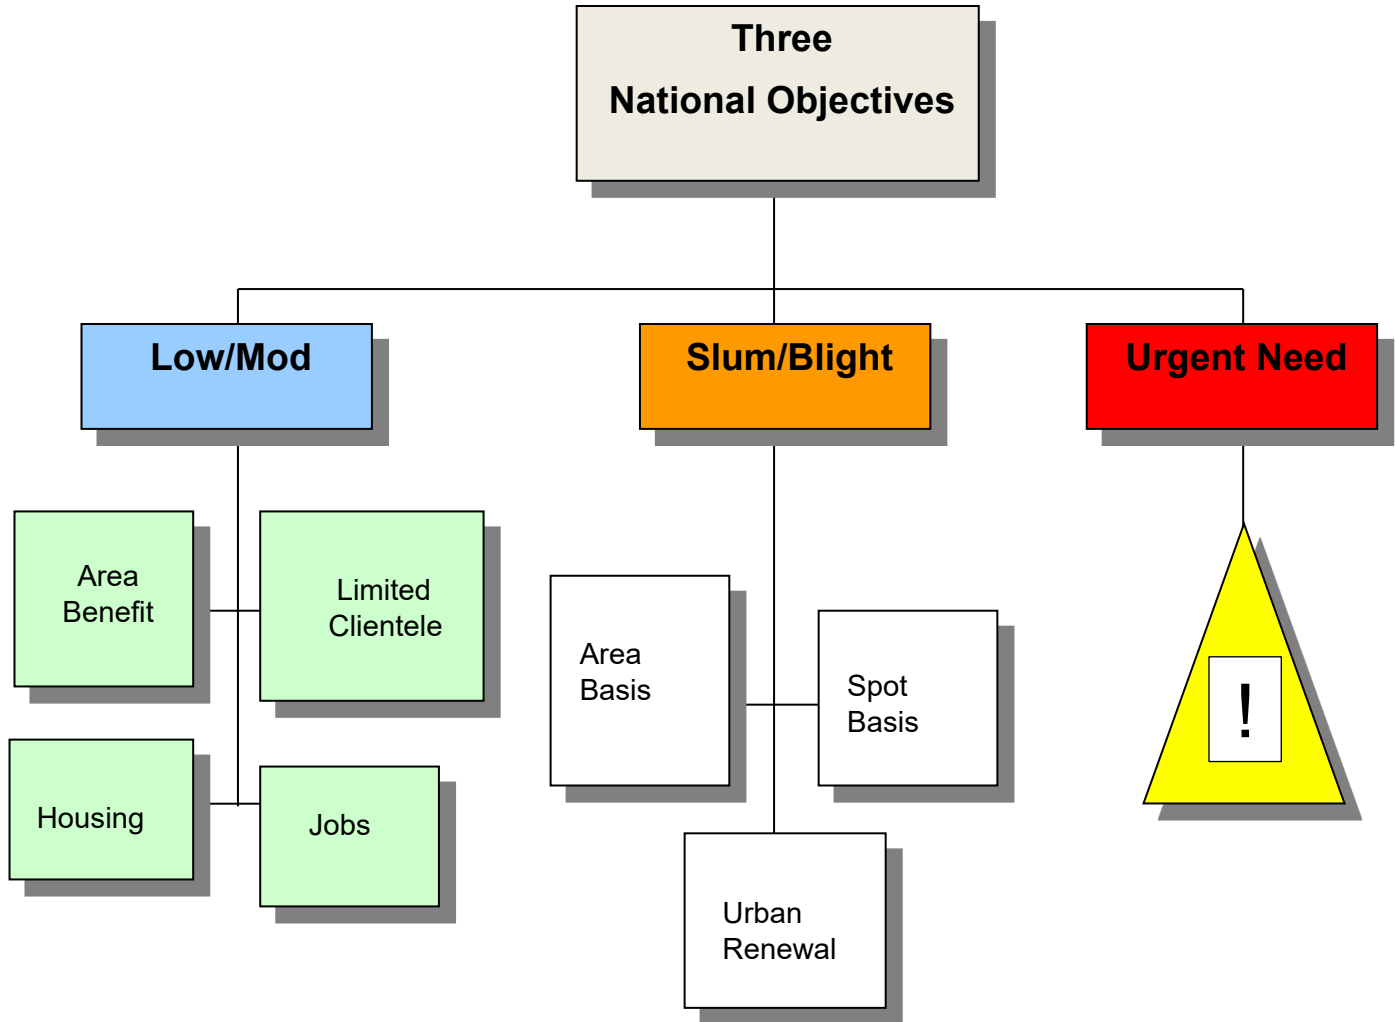 Three
National Objectives
Low/Mod
Slum/Blight
Urgent Need
Area
Benefit
Limited
Clientele
Housing
Jobs
Area
Basis
Spot
Basis
Urban
Renewal
!